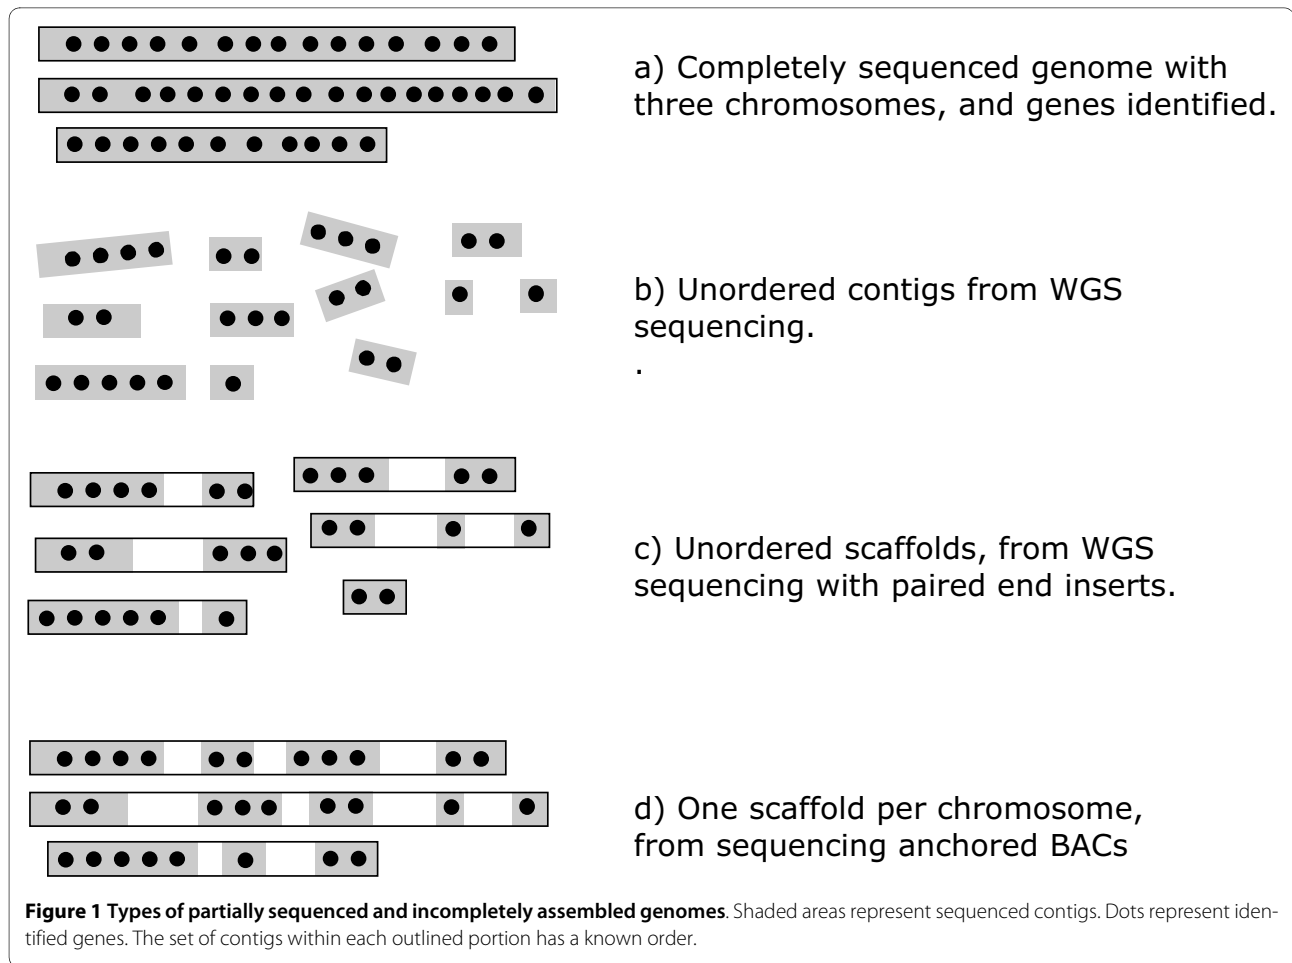 a) Completely sequenced genome with
three chromosomes, and genes identified.
b) Unordered contigs from WGS
sequencing.
.
c) Unordered scaffolds, from WGS
sequencing with paired end inserts.
d) One scaffold per chromosome,
from sequencing anchored BACs
Figure 1 Types of partially sequenced and incompletely assembled genomes. Shaded areas represent sequenced contigs. Dots represent iden-
tified genes. The set of contigs within each outlined portion has a known order.